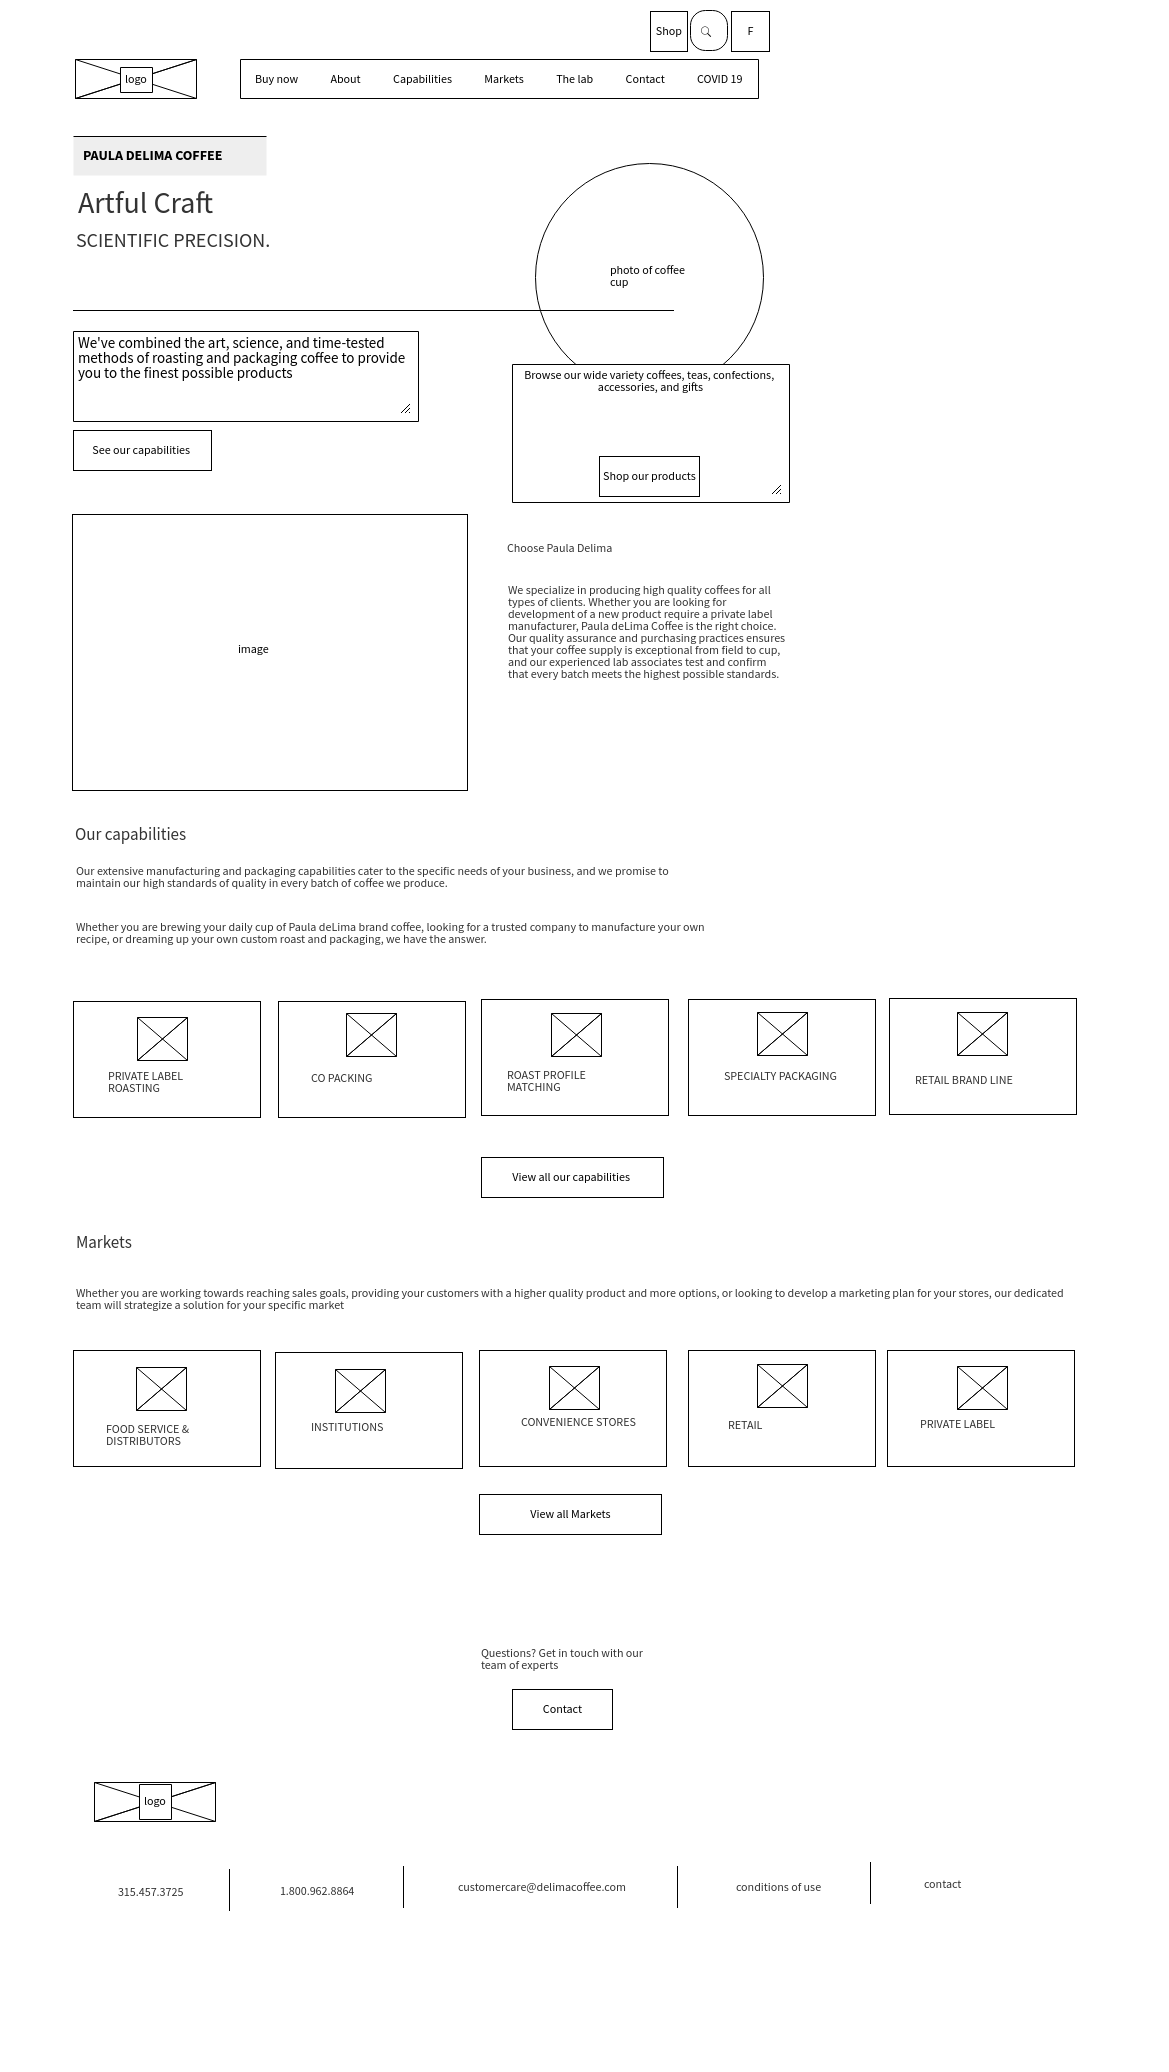 Shop
F
logo
Buy now About Capabilities Markets The lab Contact COVID 19
PAULA DELIMA COFFEE
Artful Craft
SCIENTIFIC PRECISION.
photo of coffee
cup
We've combined the art, science, and time-tested
methods of roasting and packaging coffee to provide
you to the finest possible products
See our capabilities
Browse our wide variety coffees, teas, confections,
accessories, and gifts
Shop our products
image
Choose Paula Delima
We specialize in producing high quality coffees for all
types of clients. Whether you are looking for
development of a new product require a private label
manufacturer, Paula deLima Coffee is the right choice.
Our quality assurance and purchasing practices ensures
that your coffee supply is exceptional from field to cup,
and our experienced lab associates test and confirm
that every batch meets the highest possible standards.
Our capabilities
Our extensive manufacturing and packaging capabilities cater to the specific needs of your business, and we promise to
maintain our high standards of quality in every batch of coffee we produce.
Whether you are brewing your daily cup of Paula deLima brand coffee, looking for a trusted company to manufacture your own
recipe, or dreaming up your own custom roast and packaging, we have the answer.
PRIVATE LABEL
ROASTING
CO PACKING
ROAST PROFILE
MATCHING
SPECIALTY PACKAGING
RETAIL BRAND LINE
View all our capabilities
Markets
Whether you are working towards reaching sales goals, providing your customers with a higher quality product and more options, or looking to develop a marketing plan for your stores, our dedicated
team will strategize a solution for your specific market
FOOD SERVICE &
DISTRIBUTORS
INSTITUTIONS
CONVENIENCE STORES
RETAIL
PRIVATE LABEL
View all Markets
Questions? Get in touch with our
team of experts
Contact
logo
315.457.3725
1.800.962.8864
customercare@delimacoffee.com
conditions of use
contact